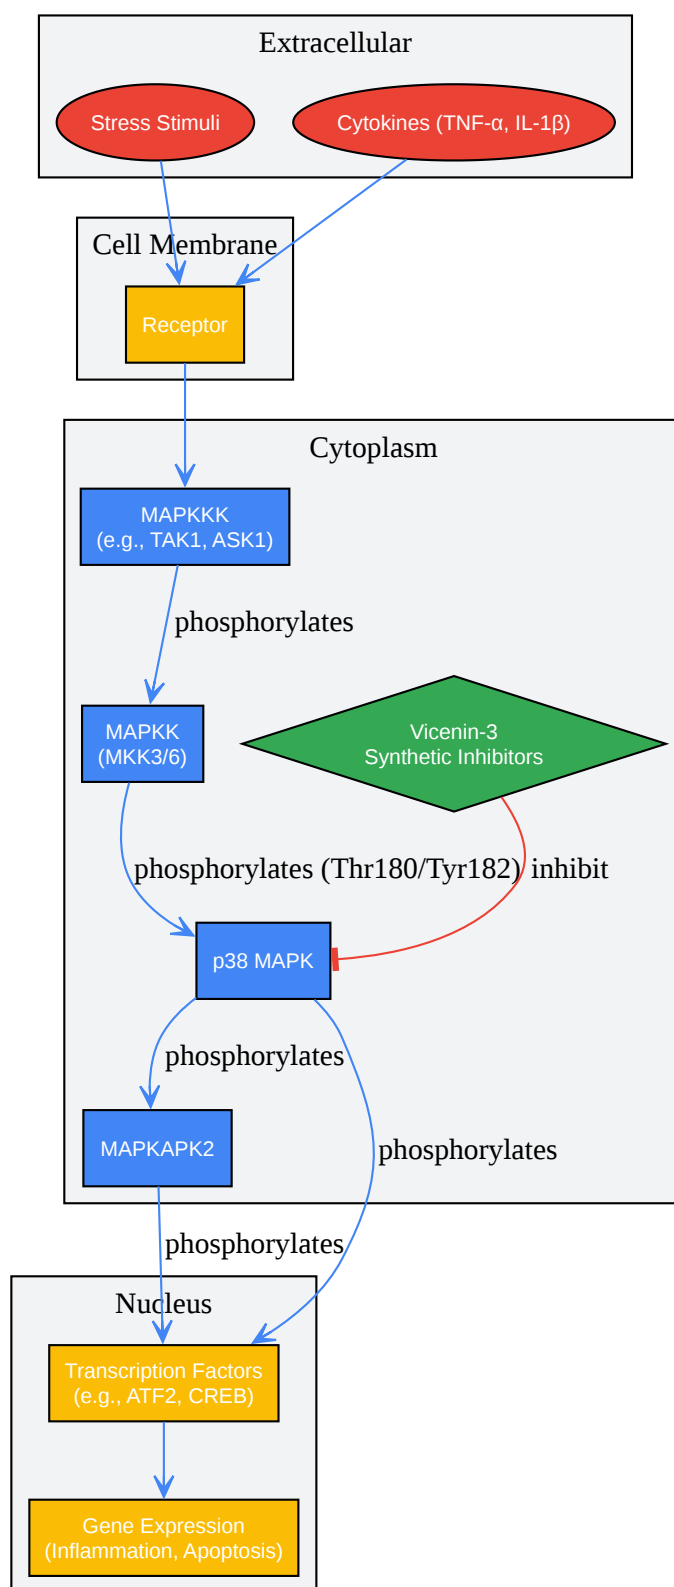 Extracellular
Stress Stimuli
Cytokines (TNF-α, IL-1β)
Cell Membrane
Receptor
Cytoplasm
MAPKKK
(e.g., TAK1, ASK1)
phosphorylates
MAPKK
(MKK3/6)
Vicenin-3
Synthetic Inhibitors
phosphorylates (Thr180/Tyr182)
inhibit
p38 MAPK
phosphorylates
MAPKAPK2
phosphorylates
phosphorylates
Nucleus
Transcription Factors
(e.g., ATF2, CREB)
Gene Expression
(Inflammation, Apoptosis)